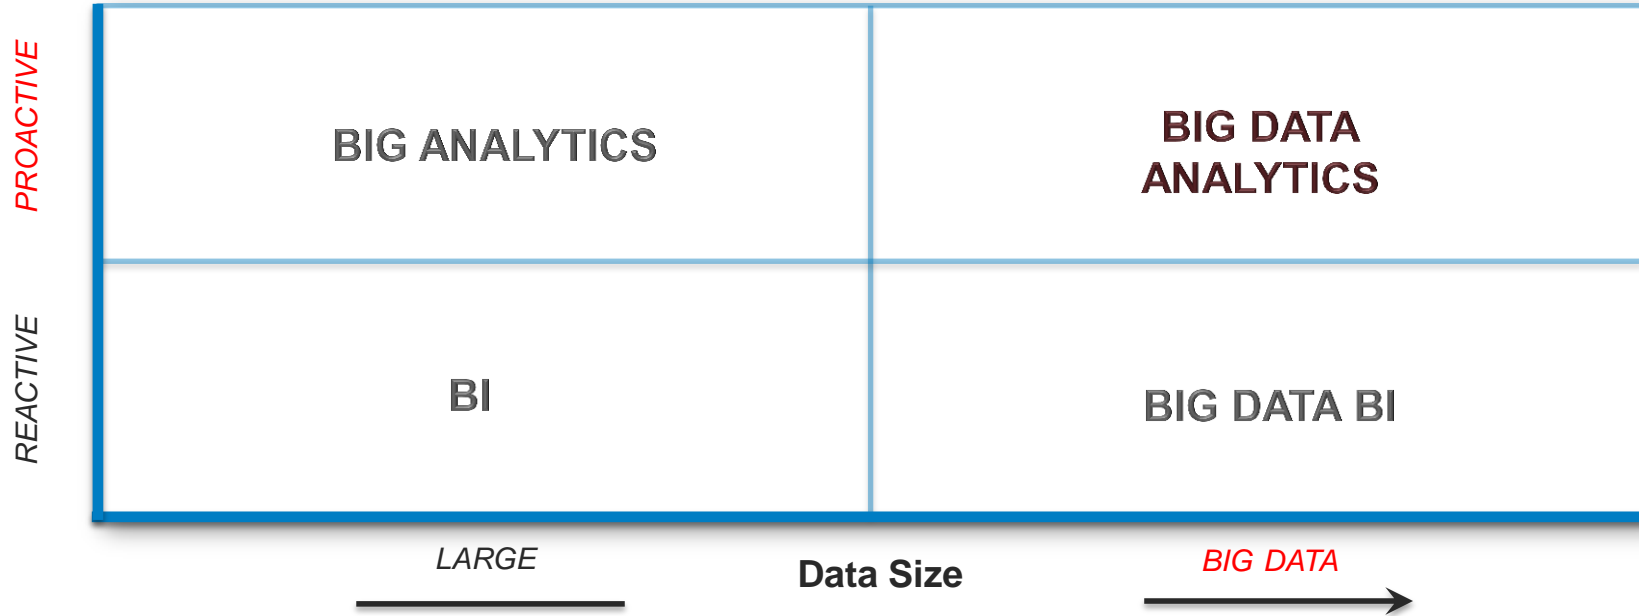 PROACTIVE
BIG ANALYTICS
BIG DATA
ANALYTICS
REACTIVE
BI
BIG DATA BI
LARGE
Data Size
BIG DATA